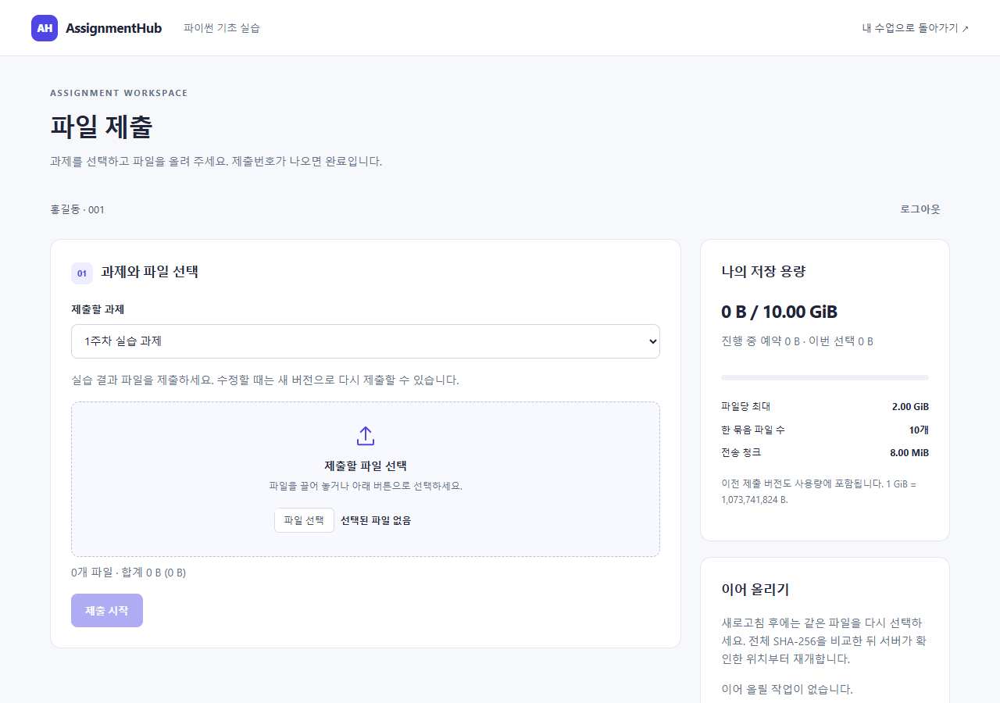 AH AssignmentHub 파이썬 기초 실습 내 수업으로 돌아가기 ↗
ASSIGNMENT WORKSPACE
파일 제출
과제를 선택하고 파일을 올려 주세요. 제출번호가 나오면 완료입니다.
홍길동 · 001 로그아웃
01 과제와 파일 선택
제출할 과제
1주차 실습 과제
실습 결과 파일을 제출하세요. 수정할 때는 새 버전으로 다시 제출할 수 있습니다.
제출할 파일 선택
파일을 끌어 놓거나 아래 버튼으로 선택하세요.
파일 선택 선택된 파일 없음
0개 파일 · 합계 0 B (0 B)
제출 시작
나의 저장 용량
0 B / 10.00 GiB
진행 중 예약 0 B · 이번 선택 0 B
파일당 최대 2.00 GiB
한 묶음 파일 수 10개
전송 청크 8.00 MiB
이전 제출 버전도 사용량에 포함됩니다. 1 GiB =
1,073,741,824 B.
이어 올리기
새로고침 후에는 같은 파일을 다시 선택하
세요. 전체 SHA-256을 비교한 뒤 서버가 확
인한 위치부터 재개합니다.
이어 올릴 작업이 없습니다.